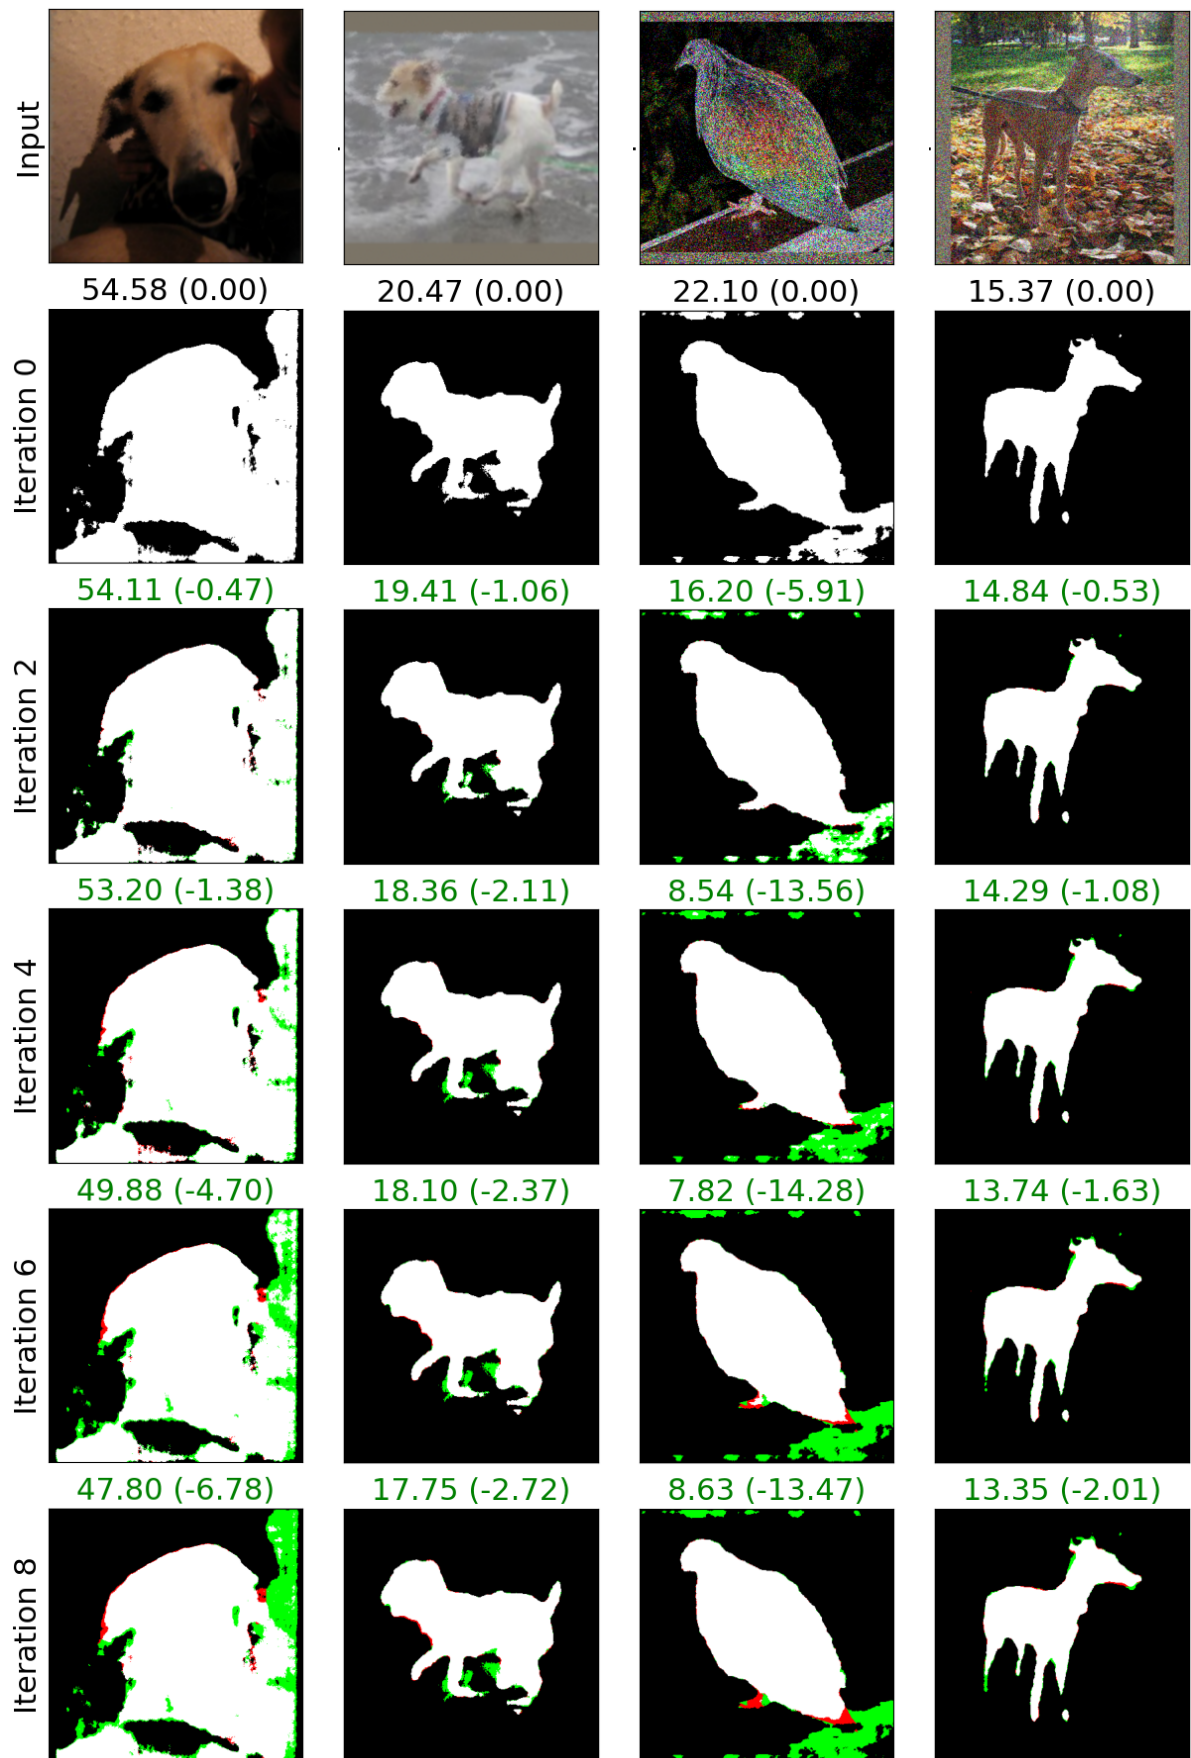 Input
54.58 (0.00) 20.47 (0.00) 22.10 (0.00) 15.37 (0.00)
Iteration 0
54.11 (-0.47) 19.41 (-1.06) 16.20 (-5.91) 14.84 (-0.53)
Iteration 2
53.20 (-1.38) 18.36 (-2.11) 8.54 (-13.56) 14.29 (-1.08)
Iteration 4
49.88 (-4.70) 18.10 (-2.37) 7.82 (-14.28) 13.74 (-1.63)
Iteration 6
47.80 (-6.78) 17.75 (-2.72) 8.63 (-13.47) 13.35 (-2.01)
Iteration 8